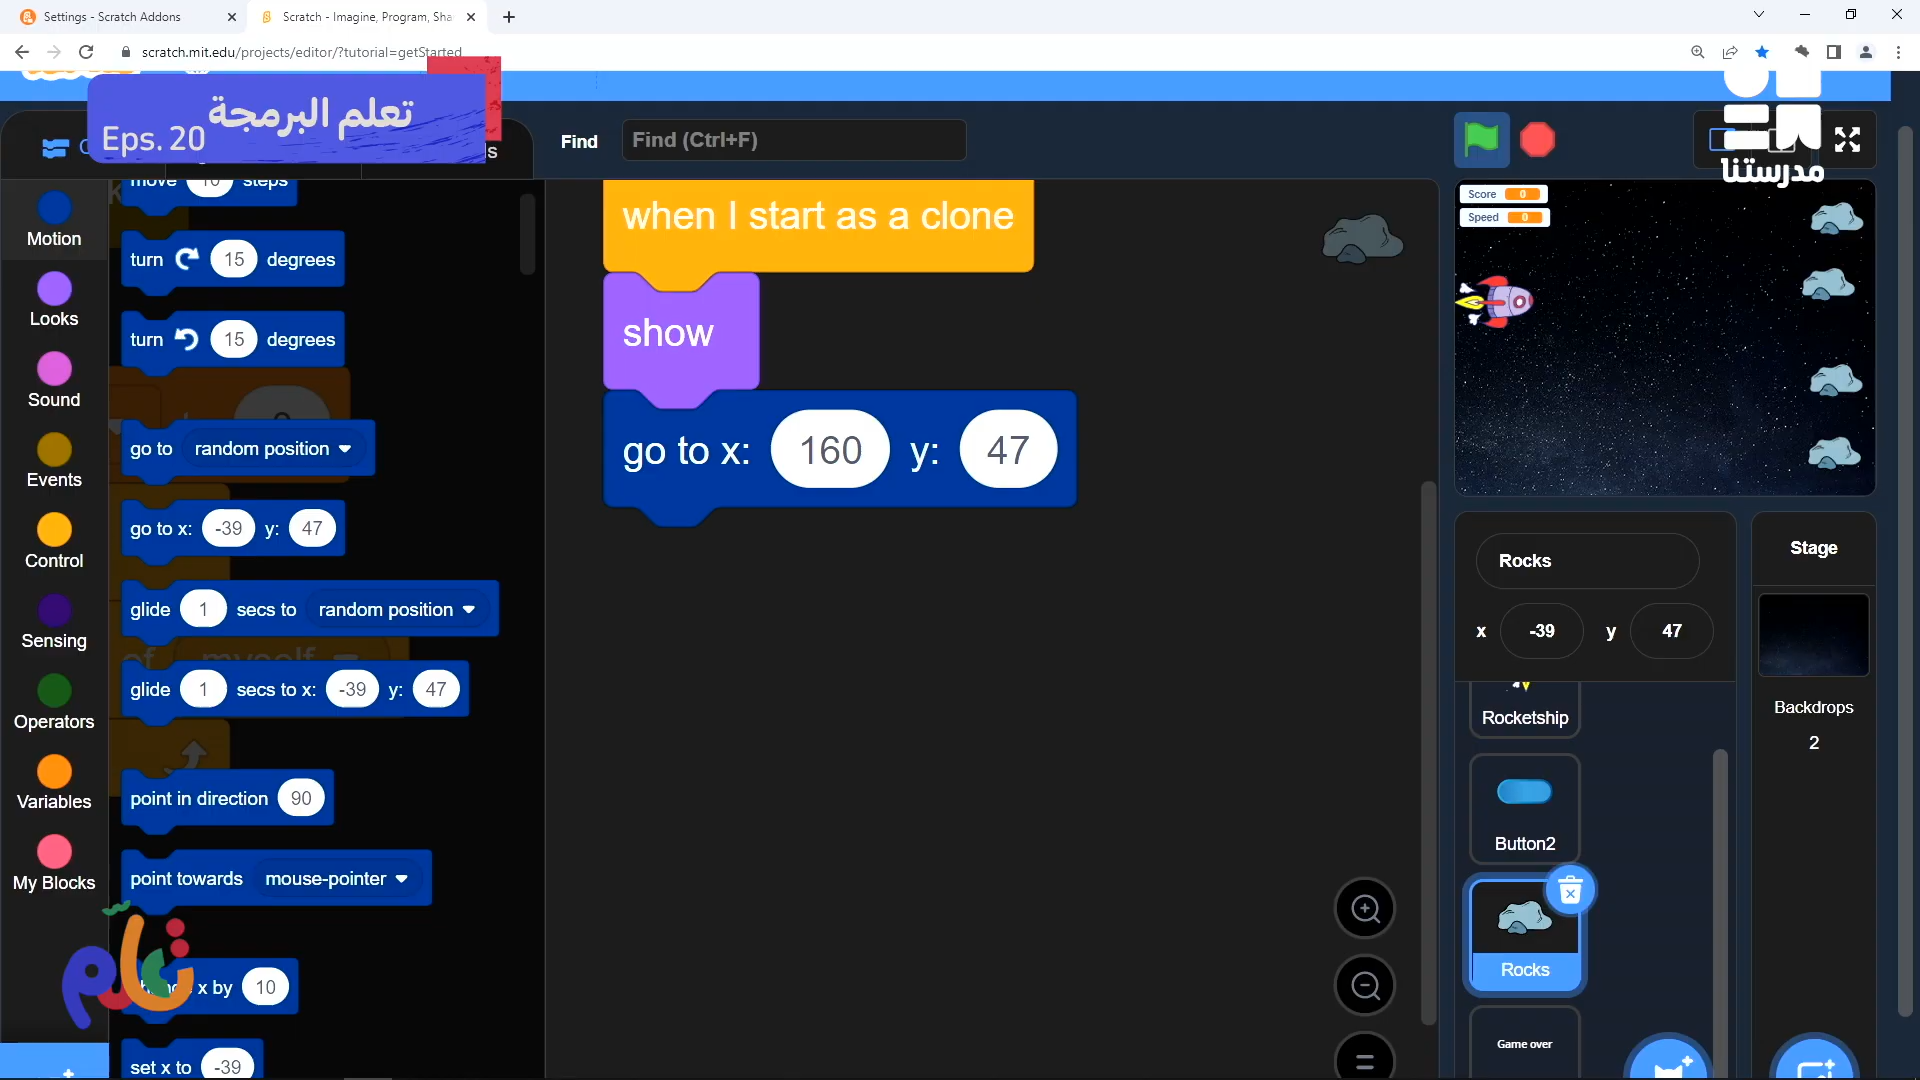 Settings - Scratch Addons
Scratch - Imagine, Program, Sha
scratch.mit.edu/projects/editor/?tutorial=getStarted
تعلم البرمجة
Eps. 20
Find
Find (Ctrl+F)
مدرستنا
Motion
Looks
Sound
Events
Control
Sensing
Operators
Variables
My Blocks
move 10 steps
turn 15 degrees
turn 15 degrees
go to random position
go to x: -39 y: 47
glide 1 secs to random position
of myself
glide 1 secs to x: -39 y: 47
point in direction 90
point towards mouse-pointer
x by 10
set x to -39
when I start as a clone
show
go to x: 160 y: 47
Score 0
Speed 0
Rocks
x -39 y 47
Rocketship
Button2
Rocks
Game over
Stage
Backdrops
2